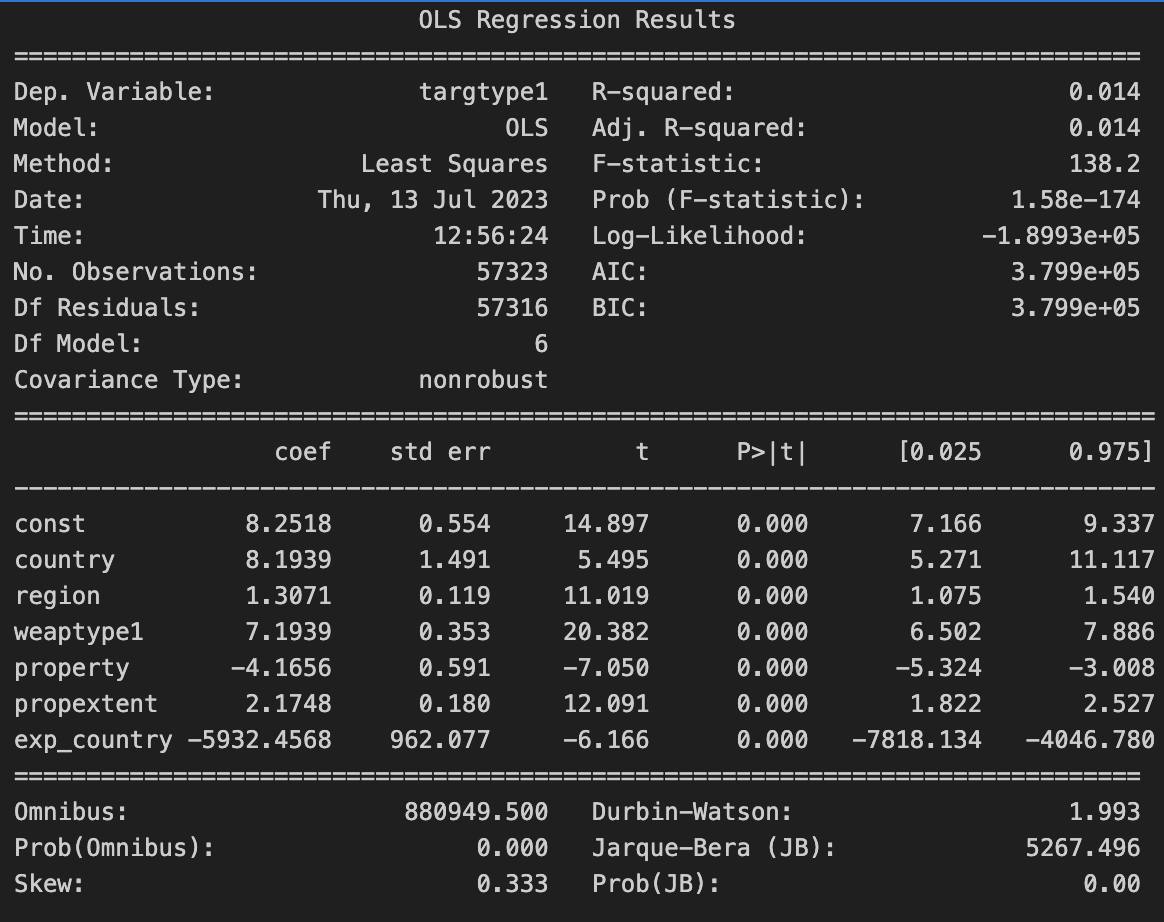 OLS Regression Results
==============================================================================
Dep. Variable: targtype1 R-squared: 0.014
Model: OLS Adj. R-squared: 0.014
Method: Least Squares F-statistic: 138.2
Date: Thu, 13 Jul 2023 Prob (F-statistic): 1.58e-174
Time: 12:56:24 Log-Likelihood: -1.8993e+05
No. Observations: 57323 AIC: 3.799e+05
Df Residuals: 57316 BIC: 3.799e+05
Df Model: 6
Covariance Type: nonrobust
===============================================================================
coef std err t P>|t| [0.025 0.975]
-------------------------------------------------------------------------------
const 8.2518 0.554 14.897 0.000 7.166 9.337
country 8.1939 1.491 5.495 0.000 5.271 11.117
region 1.3071 0.119 11.019 0.000 1.075 1.540
weaptype1 7.1939 0.353 20.382 0.000 6.502 7.886
property -4.1656 0.591 -7.050 0.000 -5.324 -3.008
propextent 2.1748 0.180 12.091 0.000 1.822 2.527
exp_country -5932.4568 962.077 -6.166 0.000 -7818.134 -4046.780
==============================================================================
Omnibus: 880949.500 Durbin-Watson: 1.993
Prob(Omnibus): 0.000 Jarque-Bera (JB): 5267.496
Skew: 0.333 Prob(JB): 0.00